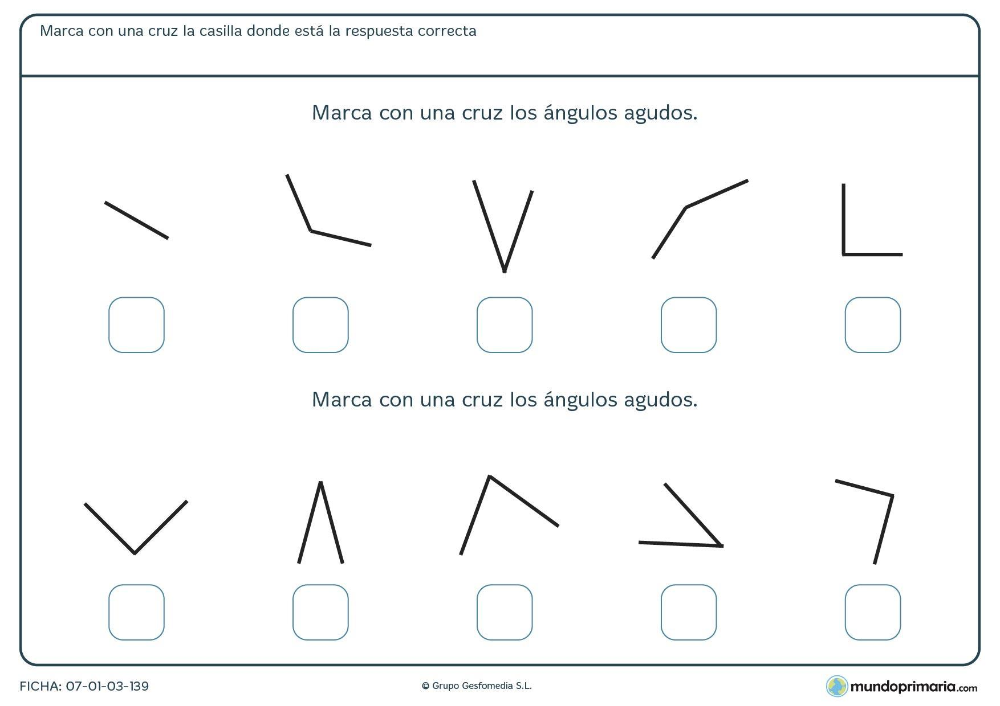 Marca con una cruz la casilla donde está la respuesta correcta
Marca con una cruz los ángulos agudos.
Marca con una cruz los ángulos agudos.
FICHA: 07-01-03-139
© Grupo Gesfomedia S.L.
mundoprimaria.com